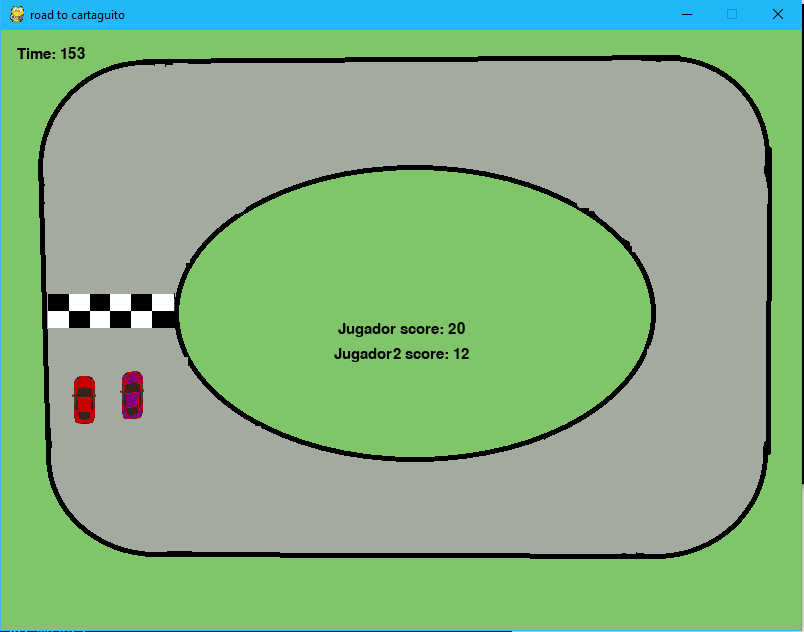 road to cartaguito
Time: 153
Jugador score: 20
Jugador2 score: 12